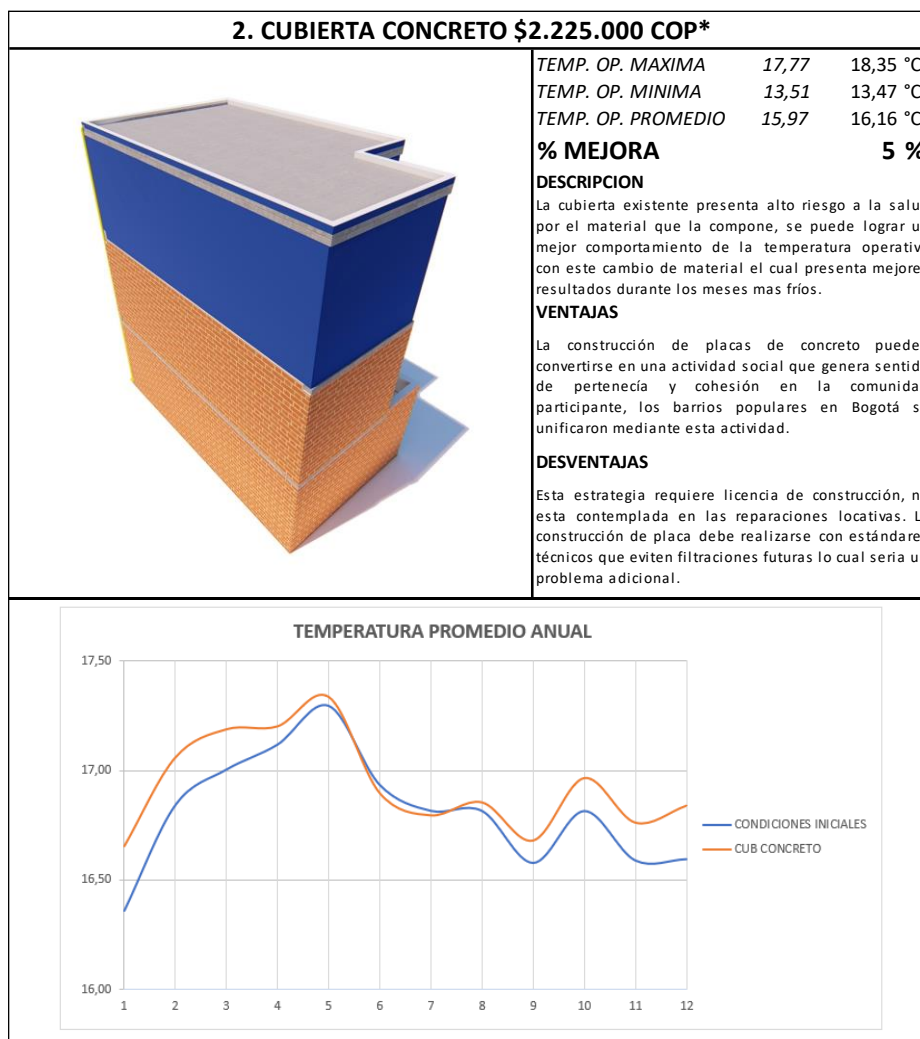 2. CUBIERTA CONCRETO $2.225.000 COP*
TEMP. OP. MAXIMA 17,77 18,35 °C
TEMP. OP. MINIMA 13,51 13,47 °C
TEMP. OP. PROMEDIO 15,97 16,16 °C
% MEJORA 5 %
DESCRIPCION
La cubierta existente presenta alto riesgo a la salu
por el material que la compone, se puede lograr u
mejor comportamiento de la temperatura operativ
con este cambio de material el cual presenta mejore
resultados durante los meses mas fríos.
VENTAJAS
La construcción de placas de concreto puede
convertirse en una actividad social que genera sentid
de pertenecía y cohesión en la comunida
participante, los barrios populares en Bogotá s
unificaron mediante esta actividad.
DESVENTAJAS
Esta estrategia requiere licencia de construcción, n
esta contemplada en las reparaciones locativas. L
construcción de placa debe realizarse con estándare
técnicos que eviten filtraciones futuras lo cual seria u
problema adicional.
TEMPERATURA PROMEDIO ANUAL
17,50
17,00
16,50
16,00
1 2 3 4 5 6 7 8 9 10 11 12
CONDICIONES INICIALES
CUB CONCRETO